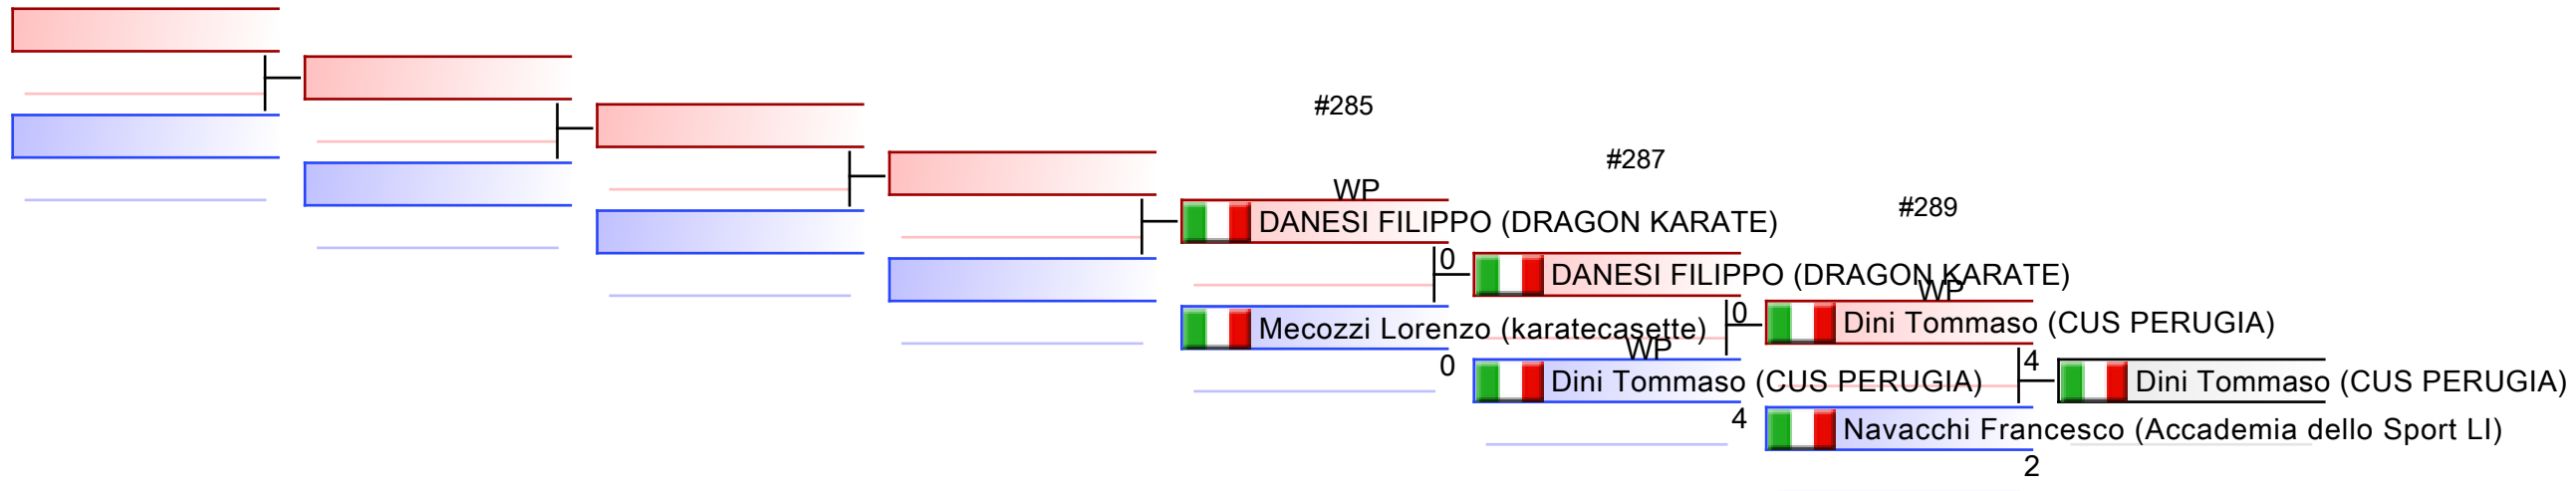 #285
#287
WP
#289
DANESI FILIPPO (DRAGON KARATE)
0
DANESI FILIPPO (DRAGON KARATE)
WP
0
Mecozzi Lorenzo (karatecasette)
Dini Tommaso (CUS PERUGIA)
WP
0
4
Dini Tommaso (CUS PERUGIA)
Dini Tommaso (CUS PERUGIA)
4
Navacchi Francesco (Accademia dello Sport LI)
2